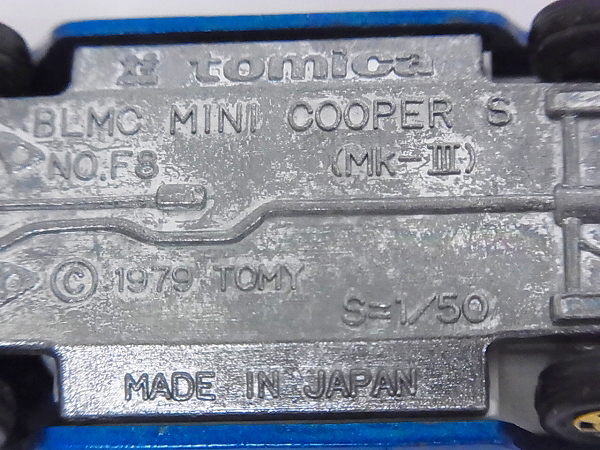 tomica
BLMC MINI COOPER S
NO.F8 (MK-III)
© 1979 TOMY
S=1/50
MADE IN JAPAN